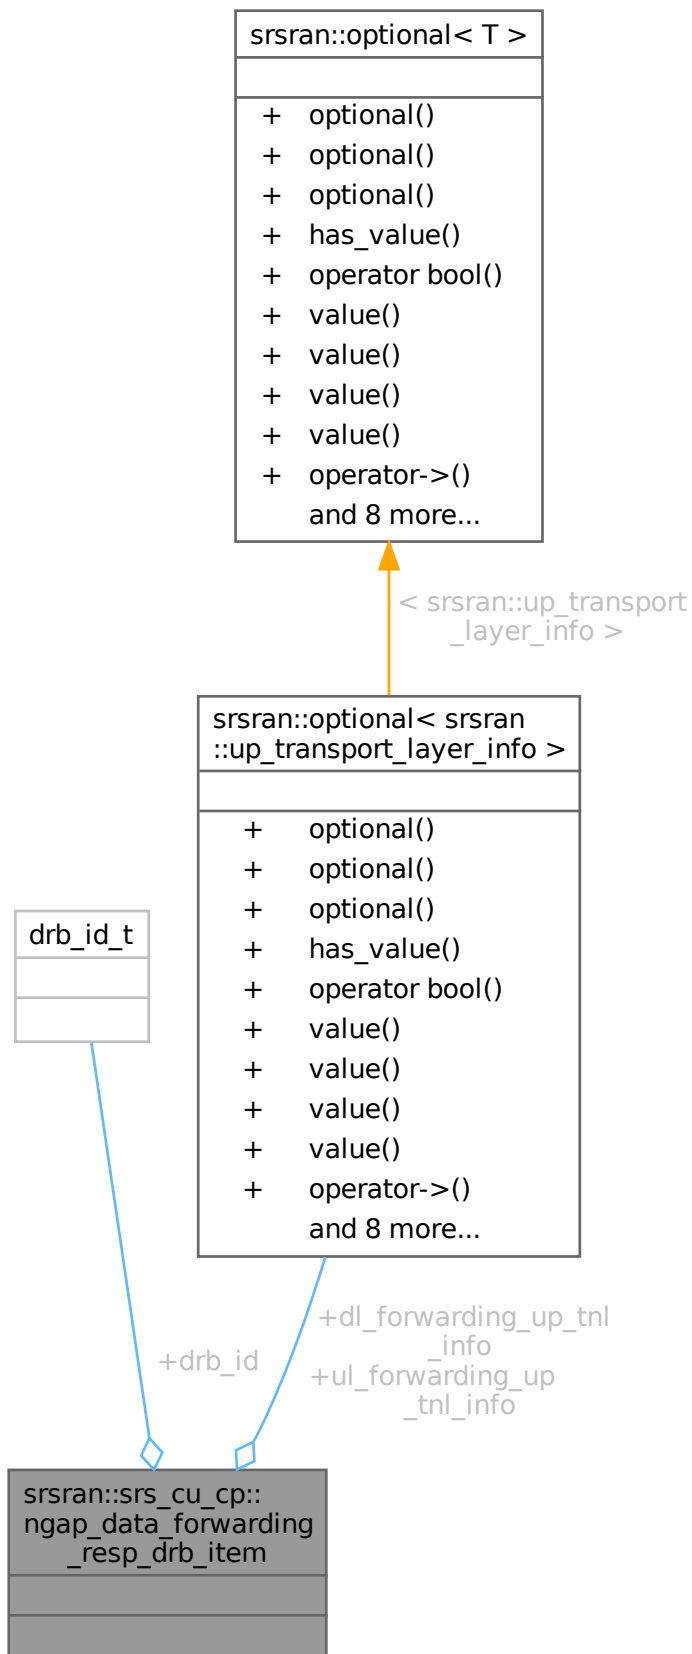 srsran::optional< T >
+ optional()
+ optional()
+ optional()
+ has_value()
+ operator bool()
+ value()
+ value()
+ value()
+ value()
+ operator->()
and 8 more...
< srsran::up_transport
_layer_info >
srsran::optional< srsran
::up_transport_layer_info >
+ optional()
+ optional()
+ optional()
+ has_value()
+ operator bool()
+ value()
+ value()
+ value()
+ value()
+ operator->()
and 8 more...
drb_id_t
+drb_id
+dl_forwarding_up_tnl
_info
+ul_forwarding_up
_tnl_info
srsran::srs_cu_cp::
ngap_data_forwarding
_resp_drb_item